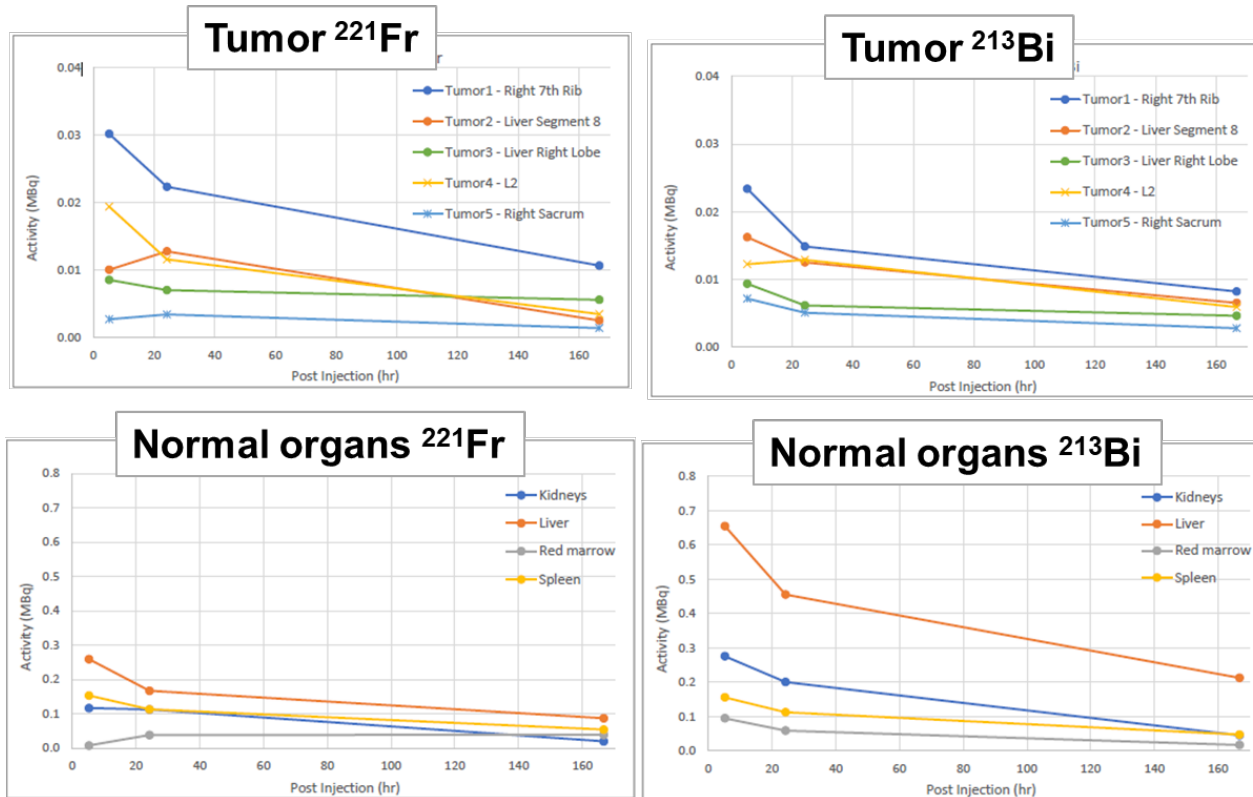 Tumor ²²¹Fr
0.04
0.03
0.02
0.01
0.00
Activity (MBq)
Tumor1 - Right 7th Rib
Tumor2 - Liver Segment 8
Tumor3 - Liver Right Lobe
Tumor4 - L2
Tumor5 - Right Sacrum
0 20 40 60 80 100 120 140 160
Post Injection (hr)
Tumor ²¹³Bi
0.04
0.03
0.02
0.01
0.00
Activity (MBq)
Tumor1 - Right 7th Rib
Tumor2 - Liver Segment 8
Tumor3 - Liver Right Lobe
Tumor4 - L2
Tumor5 - Right Sacrum
0 20 40 60 80 100 120 140 160
Post Injection (hr)
Normal organs ²²¹Fr
0.8
0.7
0.6
0.5
0.4
0.3
0.2
0.1
0.0
Activity (MBq)
Kidneys
Liver
Red marrow
Spleen
0 20 40 60 80 100 120 140 160
Post Injection (hr)
Normal organs ²¹³Bi
0.8
0.7
0.6
0.5
0.4
0.3
0.2
0.1
0.0
Activity (MBq)
Kidneys
Liver
Red marrow
Spleen
0 20 40 60 80 100 120 140 160
Post Injection (hr)